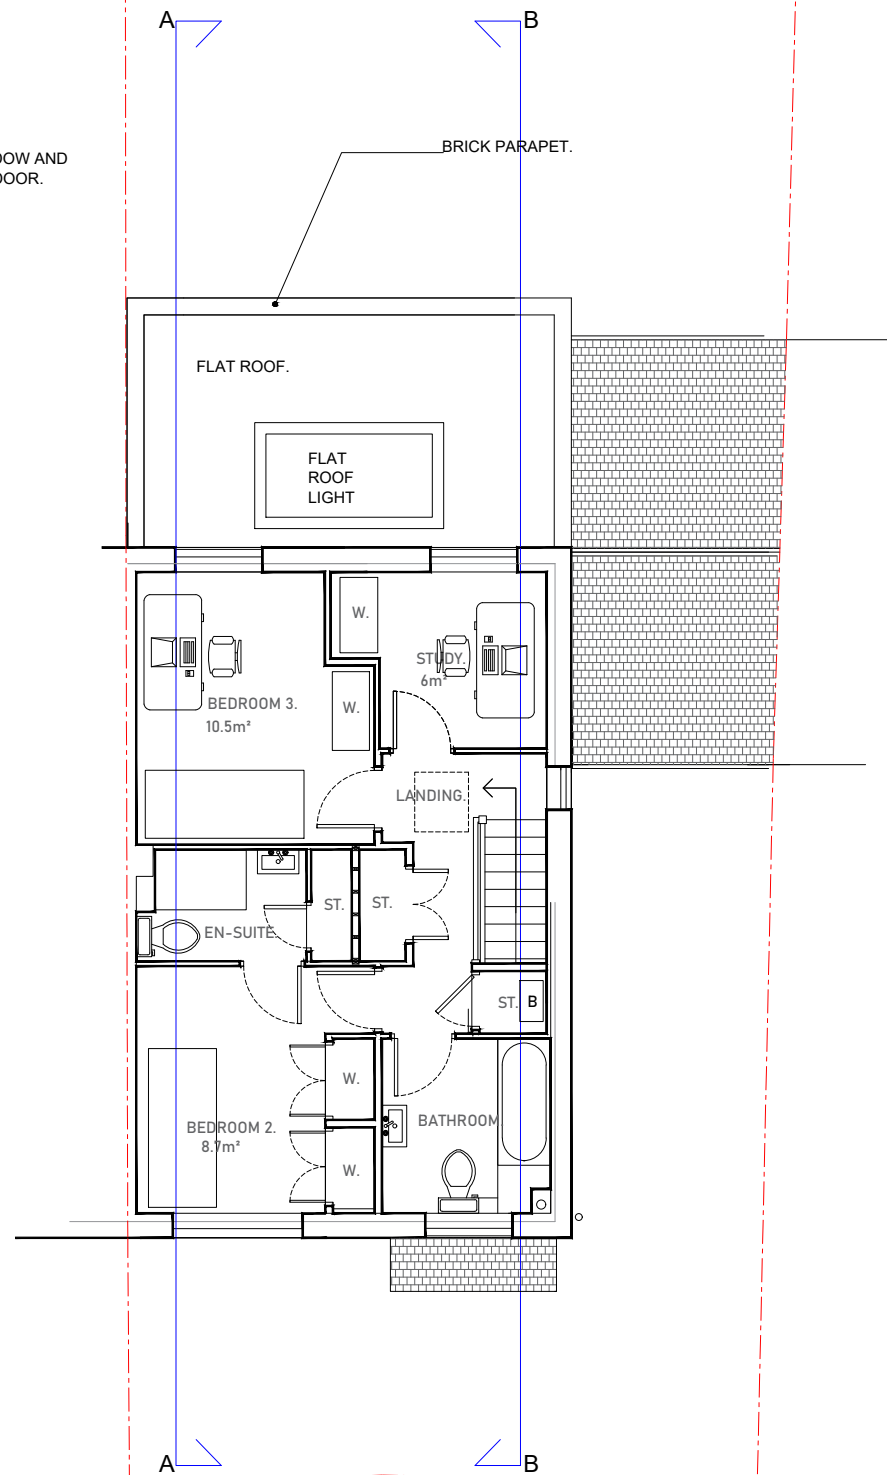 A
B
BRICK PARAPET.
DOW AND
DOOR.
FLAT ROOF.
FLAT
ROOF
LIGHT
W.
STUDY.
6m²
BEDROOM 3.
10.5m²
W.
LANDING.
ST.
ST.
EN-SUITE.
ST.
B
W.
BATHROOM
BEDROOM 2.
8.7m²
W.
A
B